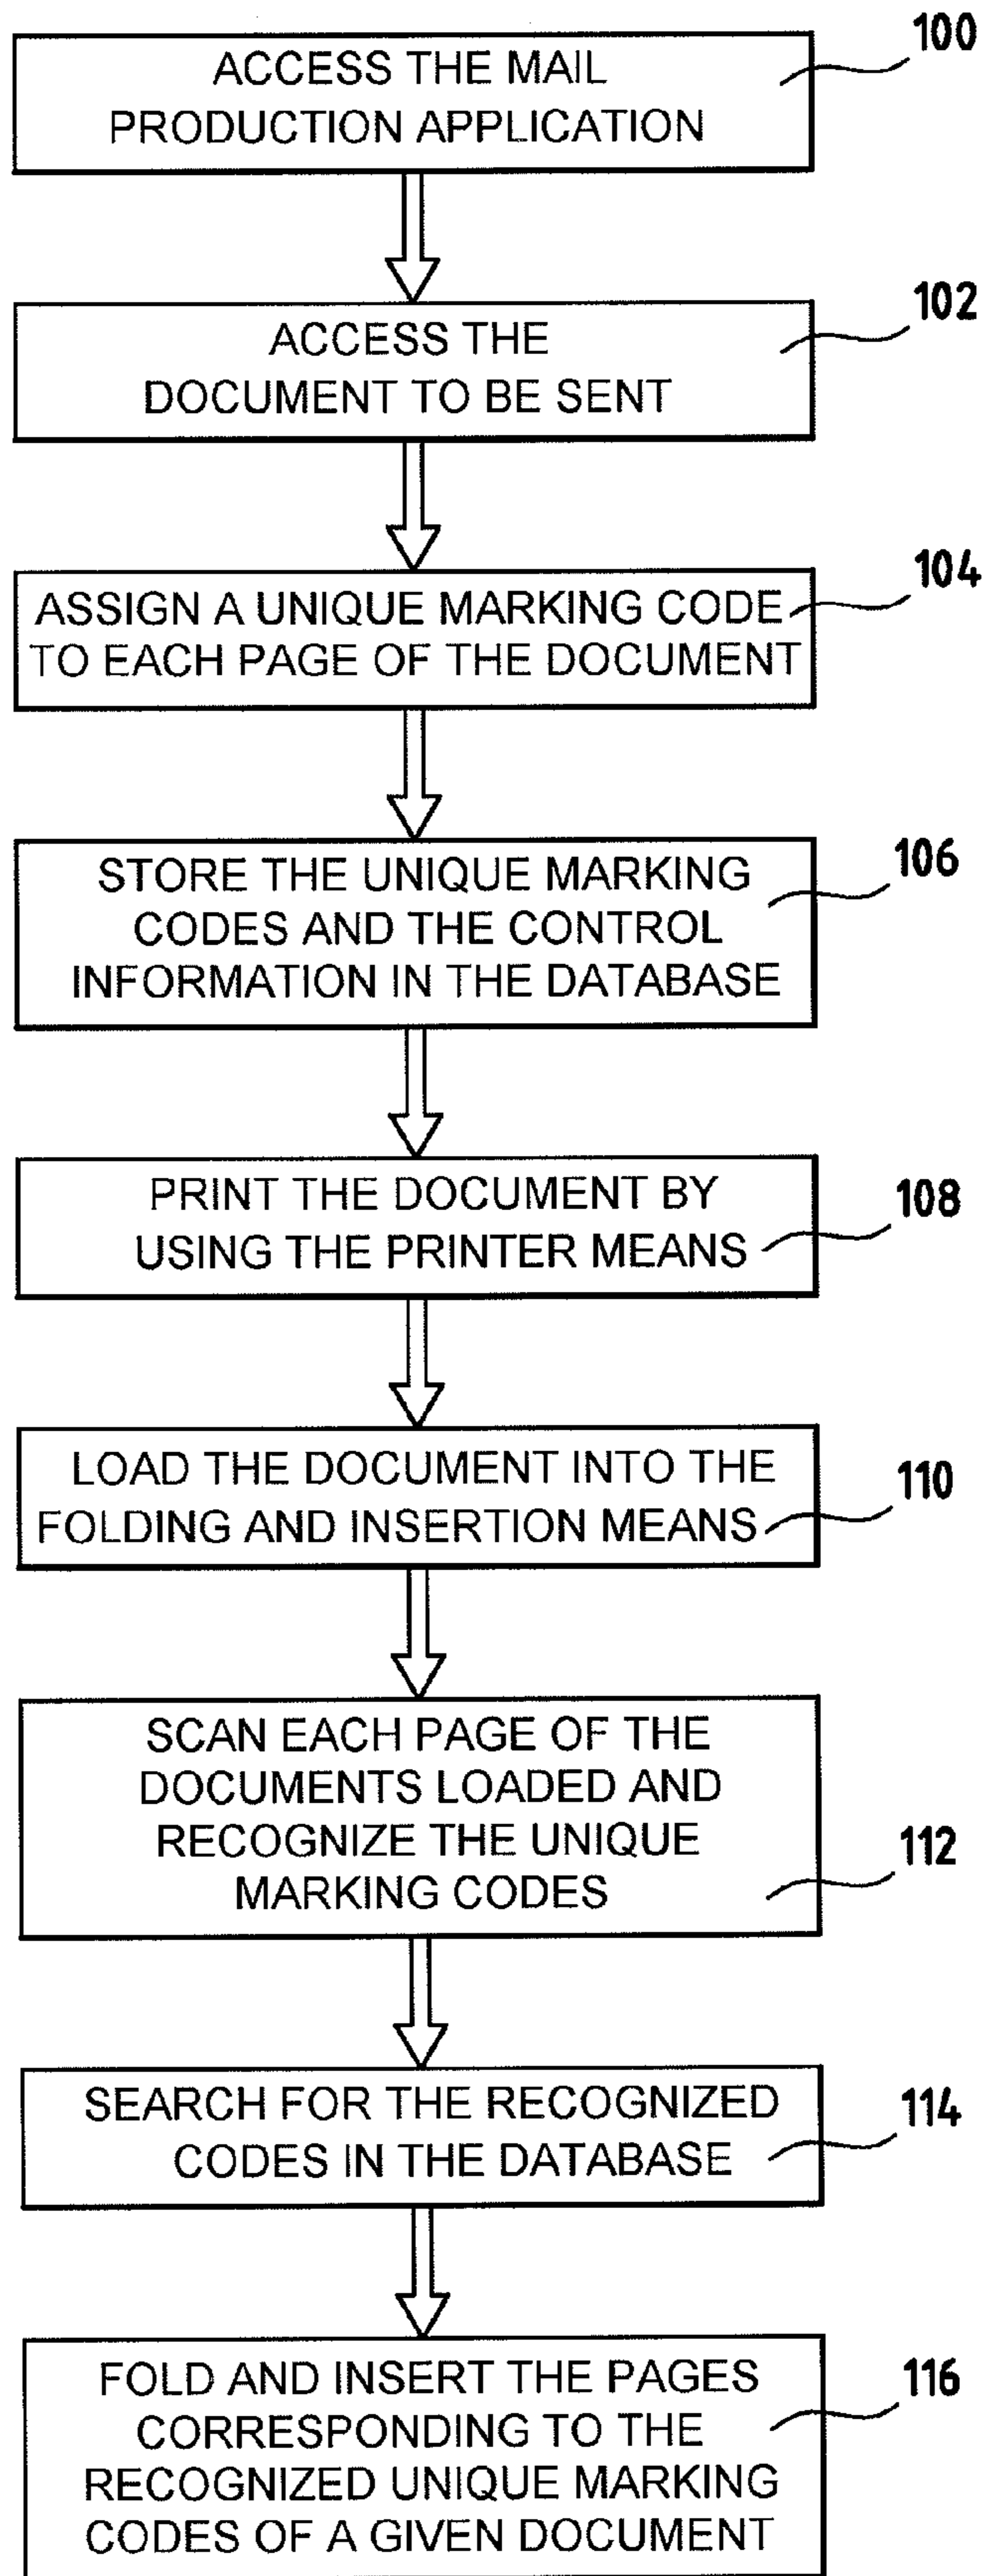 100
ACCESS THE MAIL
PRODUCTION APPLICATION
102
ACCESS THE
DOCUMENT TO BE SENT
104
ASSIGN A UNIQUE MARKING CODE
TO EACH PAGE OF THE DOCUMENT
106
STORE THE UNIQUE MARKING
CODES AND THE CONTROL
INFORMATION IN THE DATABASE
108
PRINT THE DOCUMENT BY
USING THE PRINTER MEANS
110
LOAD THE DOCUMENT INTO THE
FOLDING AND INSERTION MEANS
SCAN EACH PAGE OF THE
DOCUMENTS LOADED AND
RECOGNIZE THE UNIQUE
112
MARKING CODES
SEARCH FOR THE RECOGNIZED
114
CODES IN THE DATABASE
116
FOLD AND INSERT THE PAGES
CORRESPONDING TO THE
RECOGNIZED UNIQUE MARKING
CODES OF A GIVEN DOCUMENT